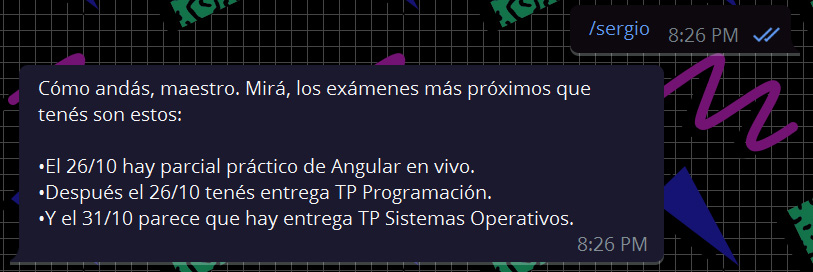 /sergio 8:26 PM
Cómo andás, maestro. Mirá, los exámenes más próximos que
tenés son estos:
•El 26/10 hay parcial práctico de Angular en vivo.
•Después el 26/10 tenés entrega TP Programación.
•Y el 31/10 parece que hay entrega TP Sistemas Operativos.
8:26 PM